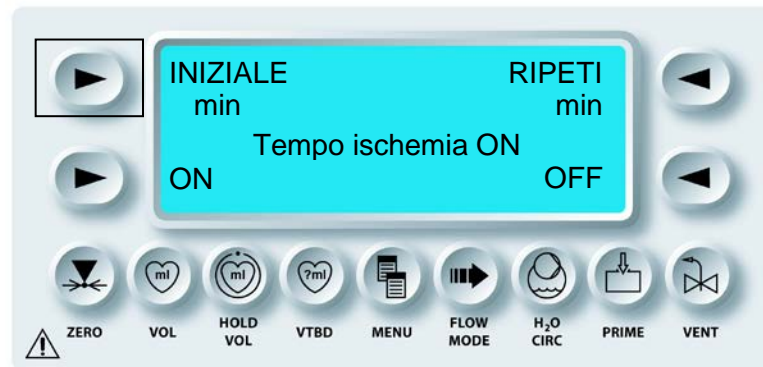 INIZIALE RIPETI
min min
Tempo ischemia ON
ON OFF
ml ml ?ml
ZERO VOL HOLD VOL VTBD MENU FLOW MODE H₂O CIRC PRIME VENT